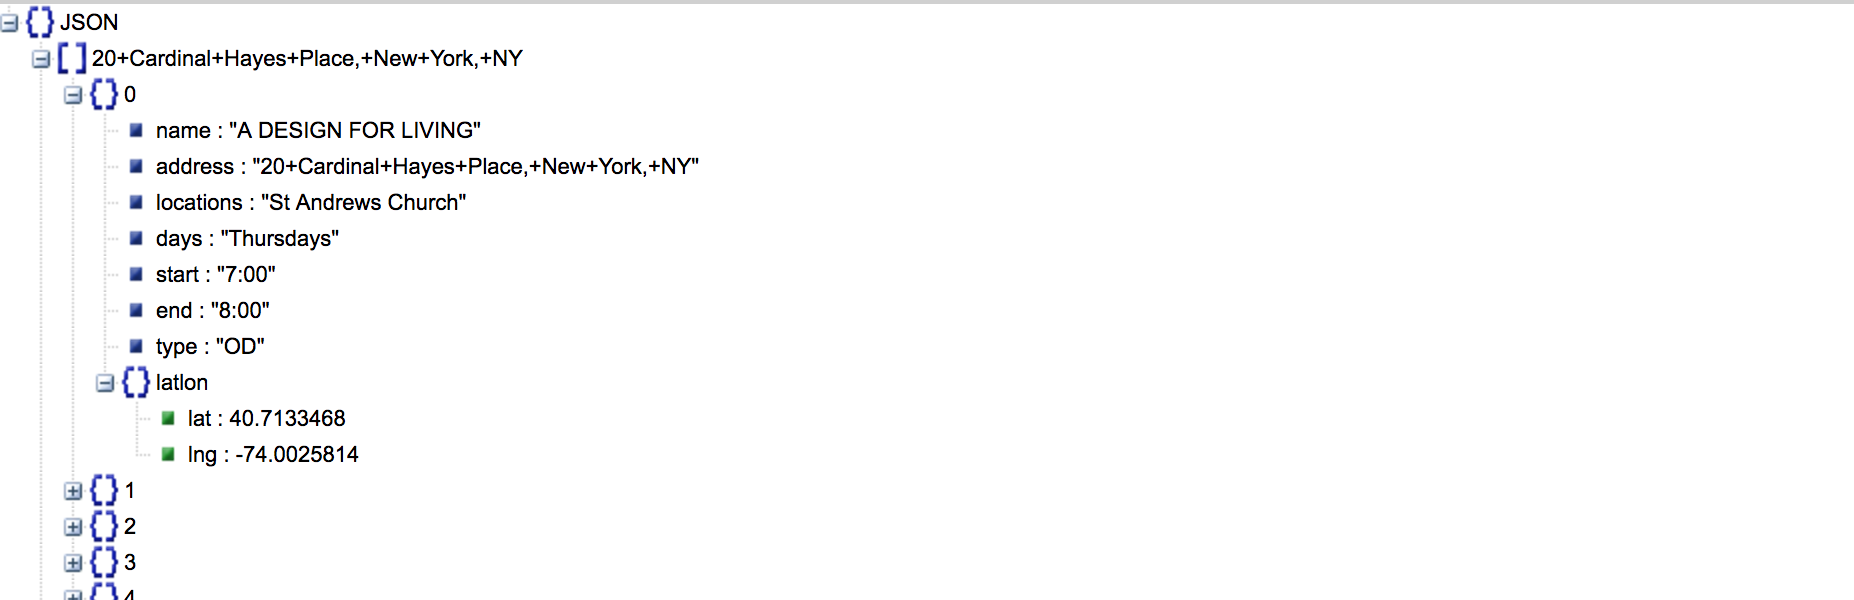 JSON
20+Cardinal+Hayes+Place,+New+York,+NY
0
name : "A DESIGN FOR LIVING"
address : "20+Cardinal+Hayes+Place,+New+York,+NY"
locations : "St Andrews Church"
days : "Thursdays"
start : "7:00"
end : "8:00"
type : "OD"
latlon
lat : 40.7133468
lng : -74.0025814
1
2
3
4